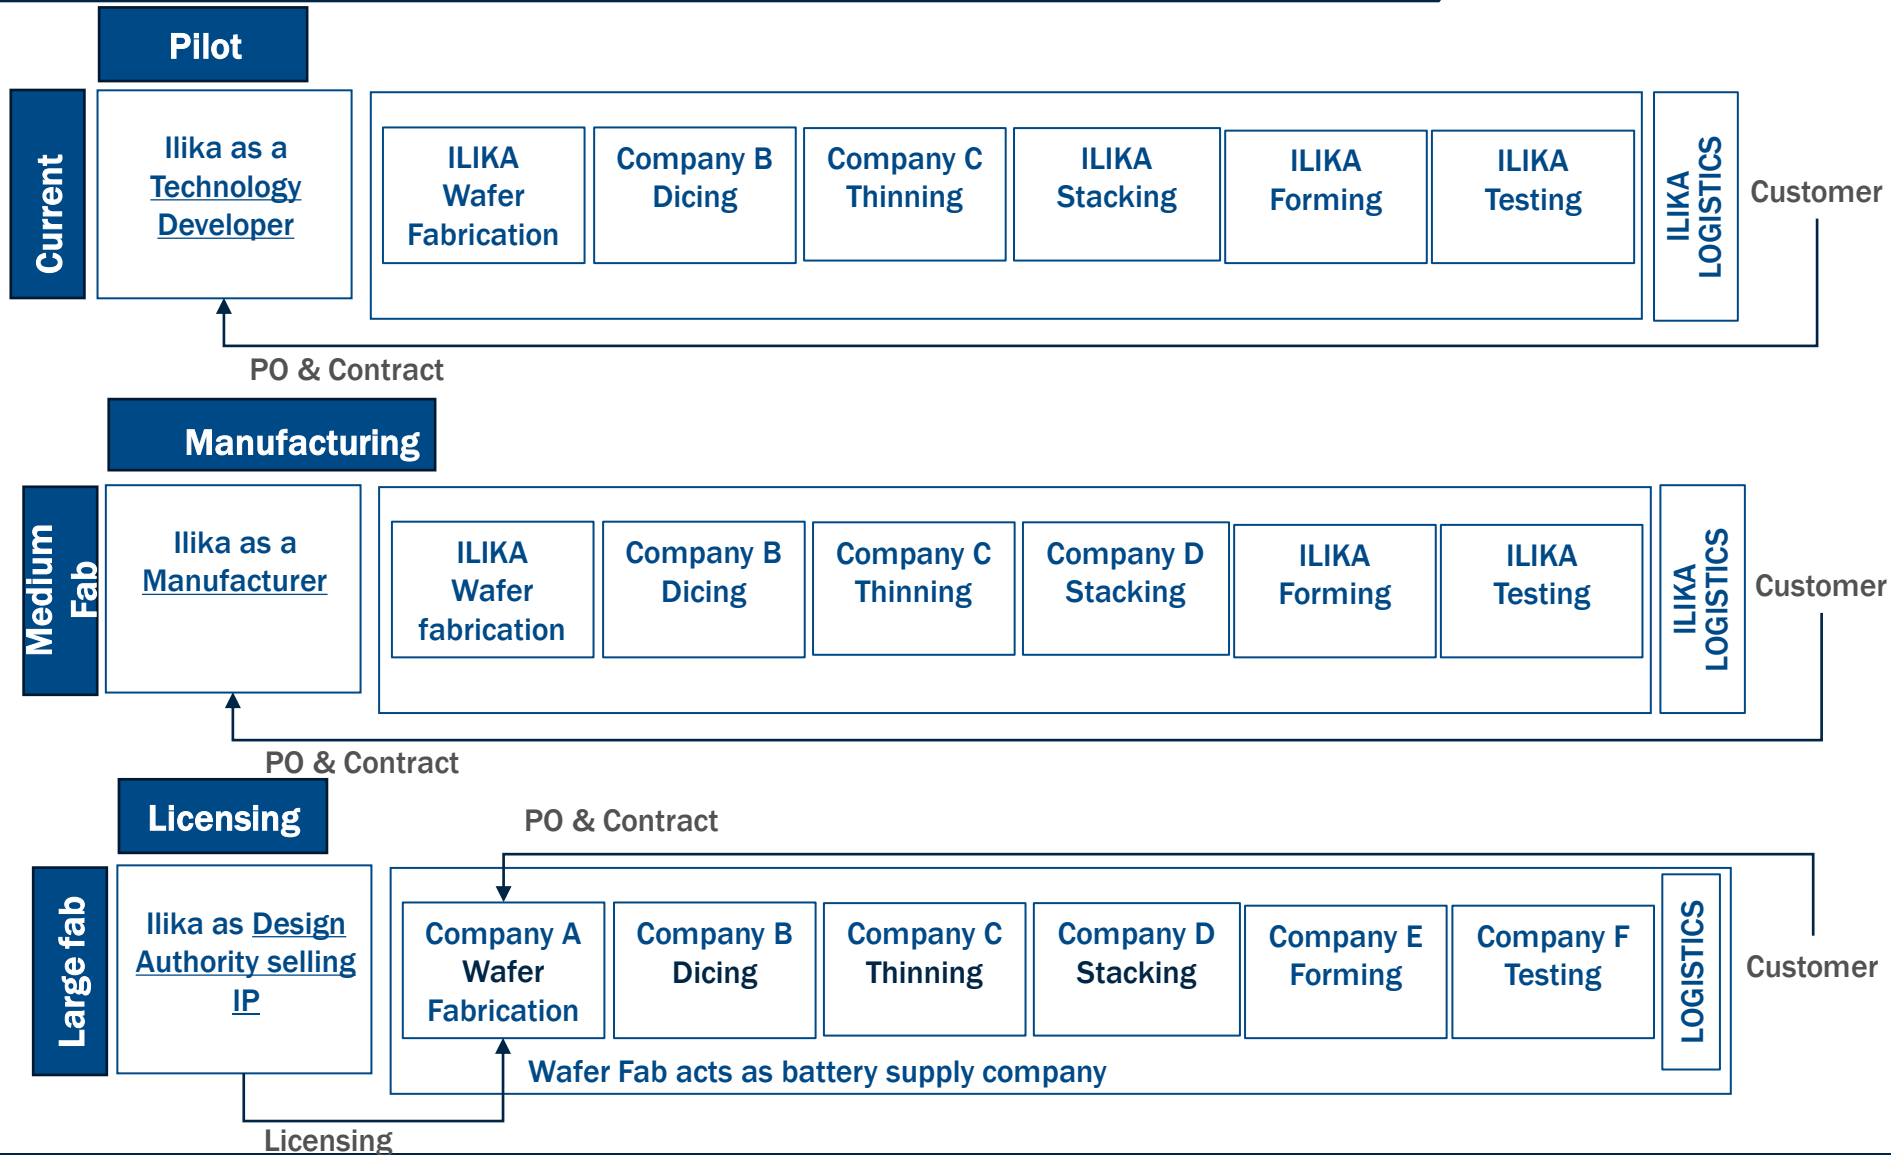 Pilot
Current
Ilika as a
Technology
Developer
ILIKA
Wafer
Fabrication
Company B
Dicing
Company C
Thinning
ILIKA
Stacking
ILIKA
Forming
ILIKA
Testing
ILIKA
LOGISTICS
Customer
PO & Contract
Manufacturing
Medium
Fab
Ilika as a
Manufacturer
ILIKA
Wafer
fabrication
Company B
Dicing
Company C
Thinning
Company D
Stacking
ILIKA
Forming
ILIKA
Testing
ILIKA
LOGISTICS
Customer
PO & Contract
Licensing
PO & Contract
Large fab
Ilika as Design
Authority selling
IP
Company A
Wafer
Fabrication
Company B
Dicing
Company C
Thinning
Company D
Stacking
Company E
Forming
Company F
Testing
LOGISTICS
Customer
Wafer Fab acts as battery supply company
Licensing